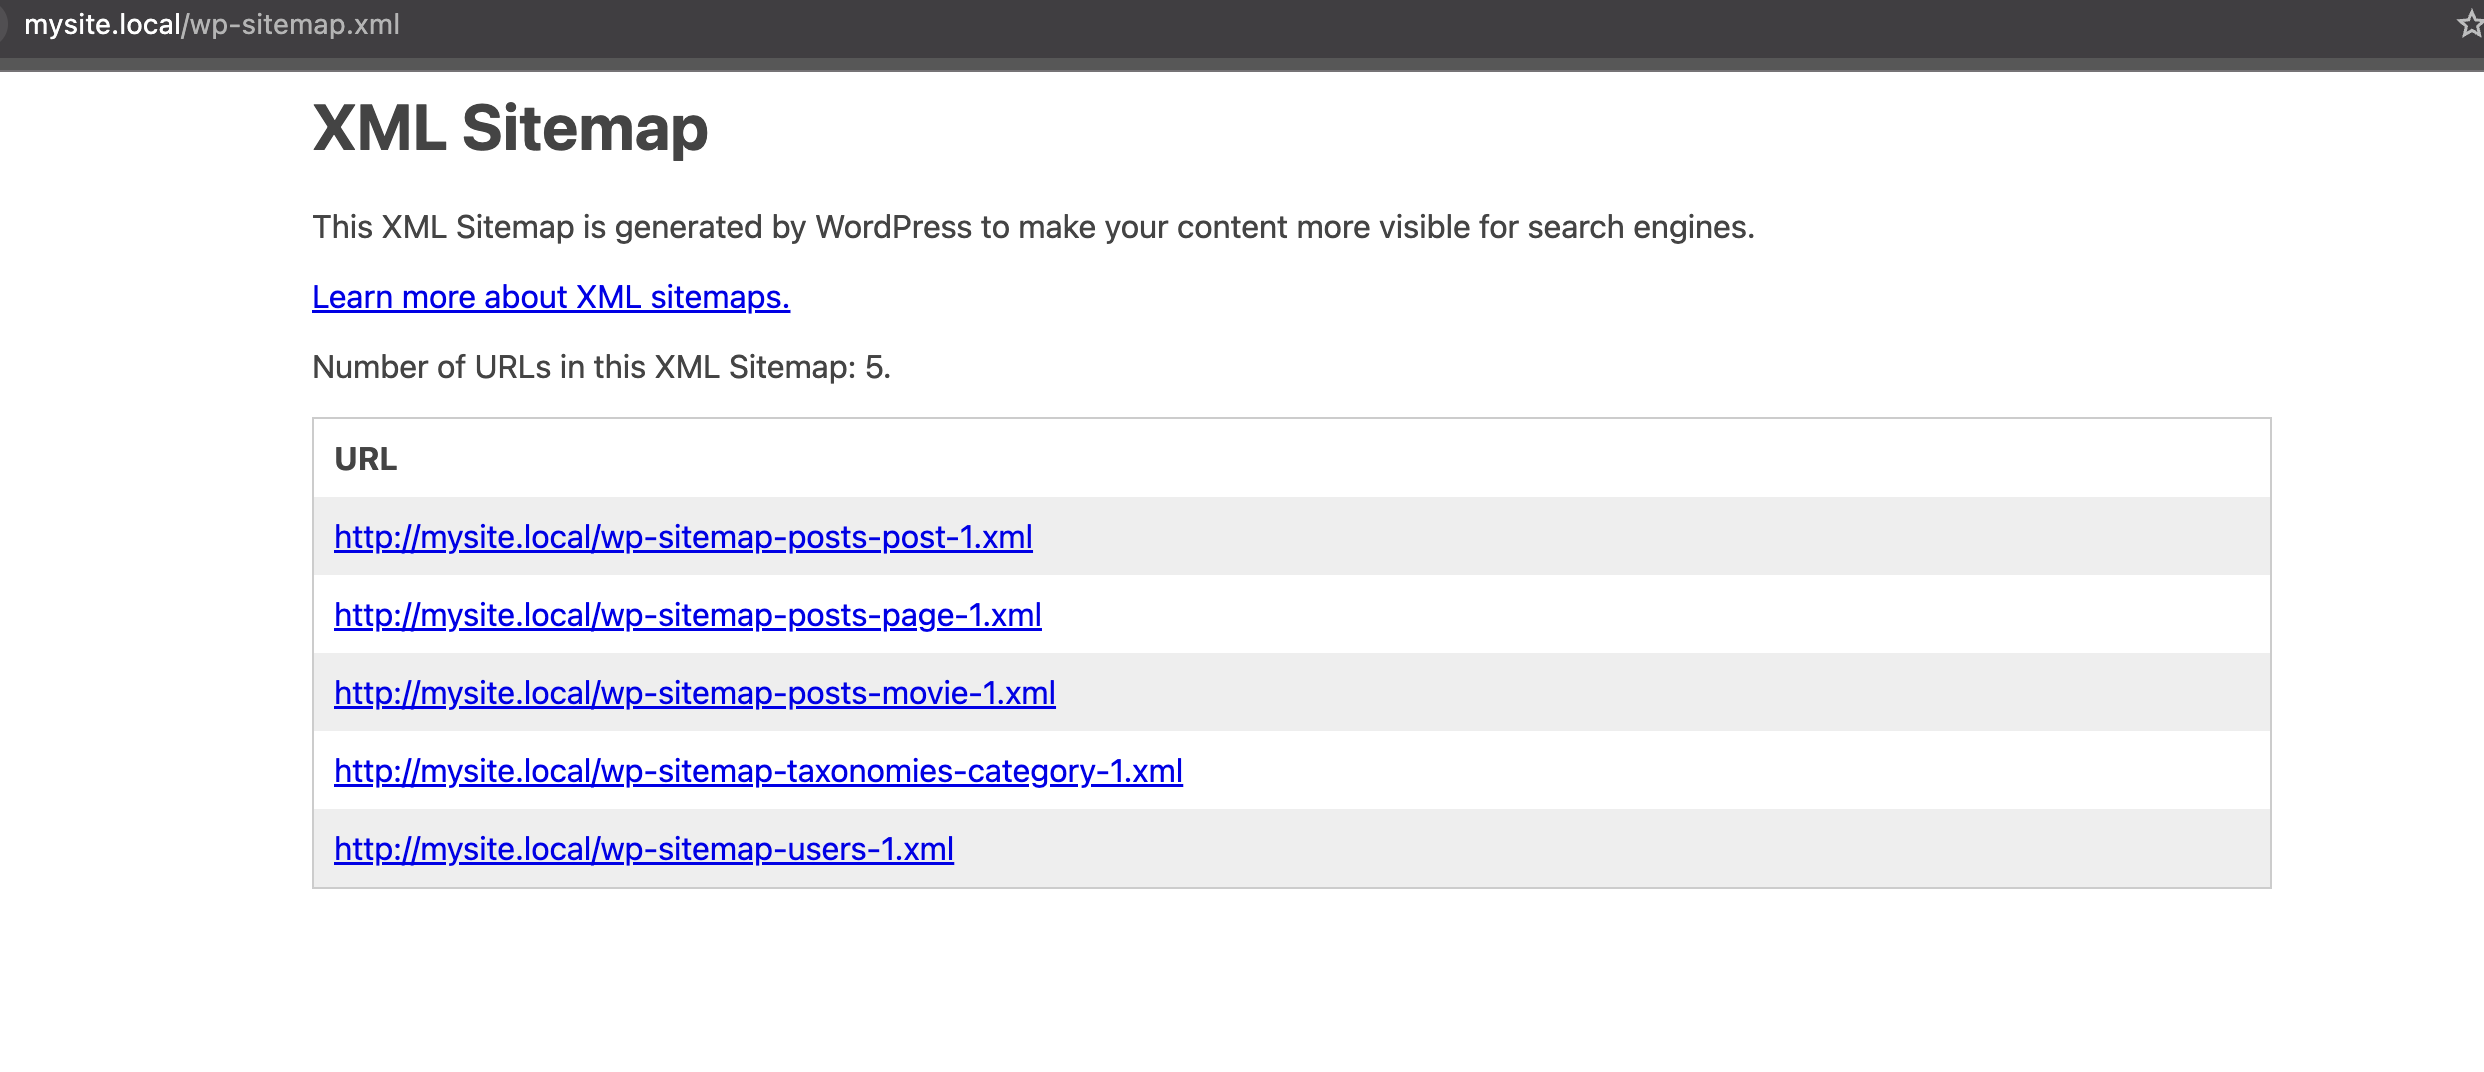 mysite.local/wp-sitemap.xml
XML Sitemap
This XML Sitemap is generated by WordPress to make your content more visible for search engines.
Learn more about XML sitemaps.
Number of URLs in this XML Sitemap: 5.
URL
http://mysite.local/wp-sitemap-posts-post-1.xml
http://mysite.local/wp-sitemap-posts-page-1.xml
http://mysite.local/wp-sitemap-posts-movie-1.xml
http://mysite.local/wp-sitemap-taxonomies-category-1.xml
http://mysite.local/wp-sitemap-users-1.xml